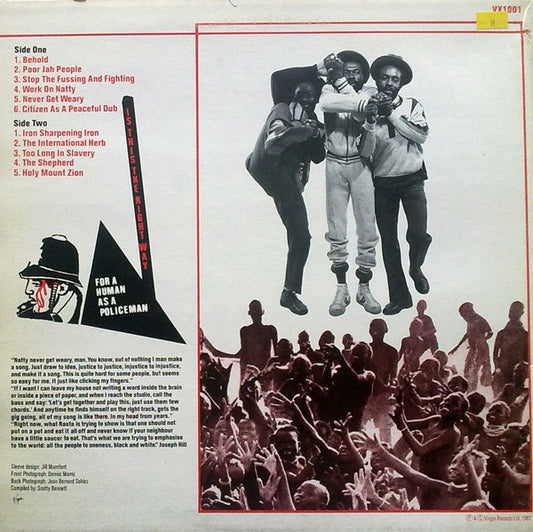 VX1001
H
Side One
1. Behold
2. Poor Jah People
3. Stop The Fussing And Fighting
4. Work On Natty
5. Never Get Weary
6. Citizen As A Peaceful Dub
Side Two
1. Iron Sharpening Iron
2. The International Herb
3. Too Long In Slavery
4. The Shepherd
5. Holy Mount Zion
IS THIS THE RIGHT WAY
FOR A
HUMAN
AS A
POLICEMAN
"Natty never get weary, man. You know, out of nothing I man make
a song. Just draw to idea, justice to justice, injustice to injustice,
and make it a song. This is quite hard for some people, but seems
so easy for me. It just like clicking my fingers."
"If I want I can leave my house not writing a word inside the brain
or inside a piece of paper, and when I reach the studio, call the
bass and say: 'Let's get together and play this, just use them few
chords.' And anytime he finds himself on the right track, gets the
gig going, all of my song is like there. In my head from years."
"Right now, what Rasta is trying to show is that one should not
put on a pot and eat it all off and know if your neighbour
have a little saucer to eat. That's what we are trying to emphasise
to the world: all the people to oneness, black and white" Joseph Hill
Sleeve design: Jill Mumford
Front Photograph: Dennis Morris
Back Photograph: Jean Bernard Sohiez
Compiled by: Scotty Bennett
Virgin
Virgin Records Ltd. 1981